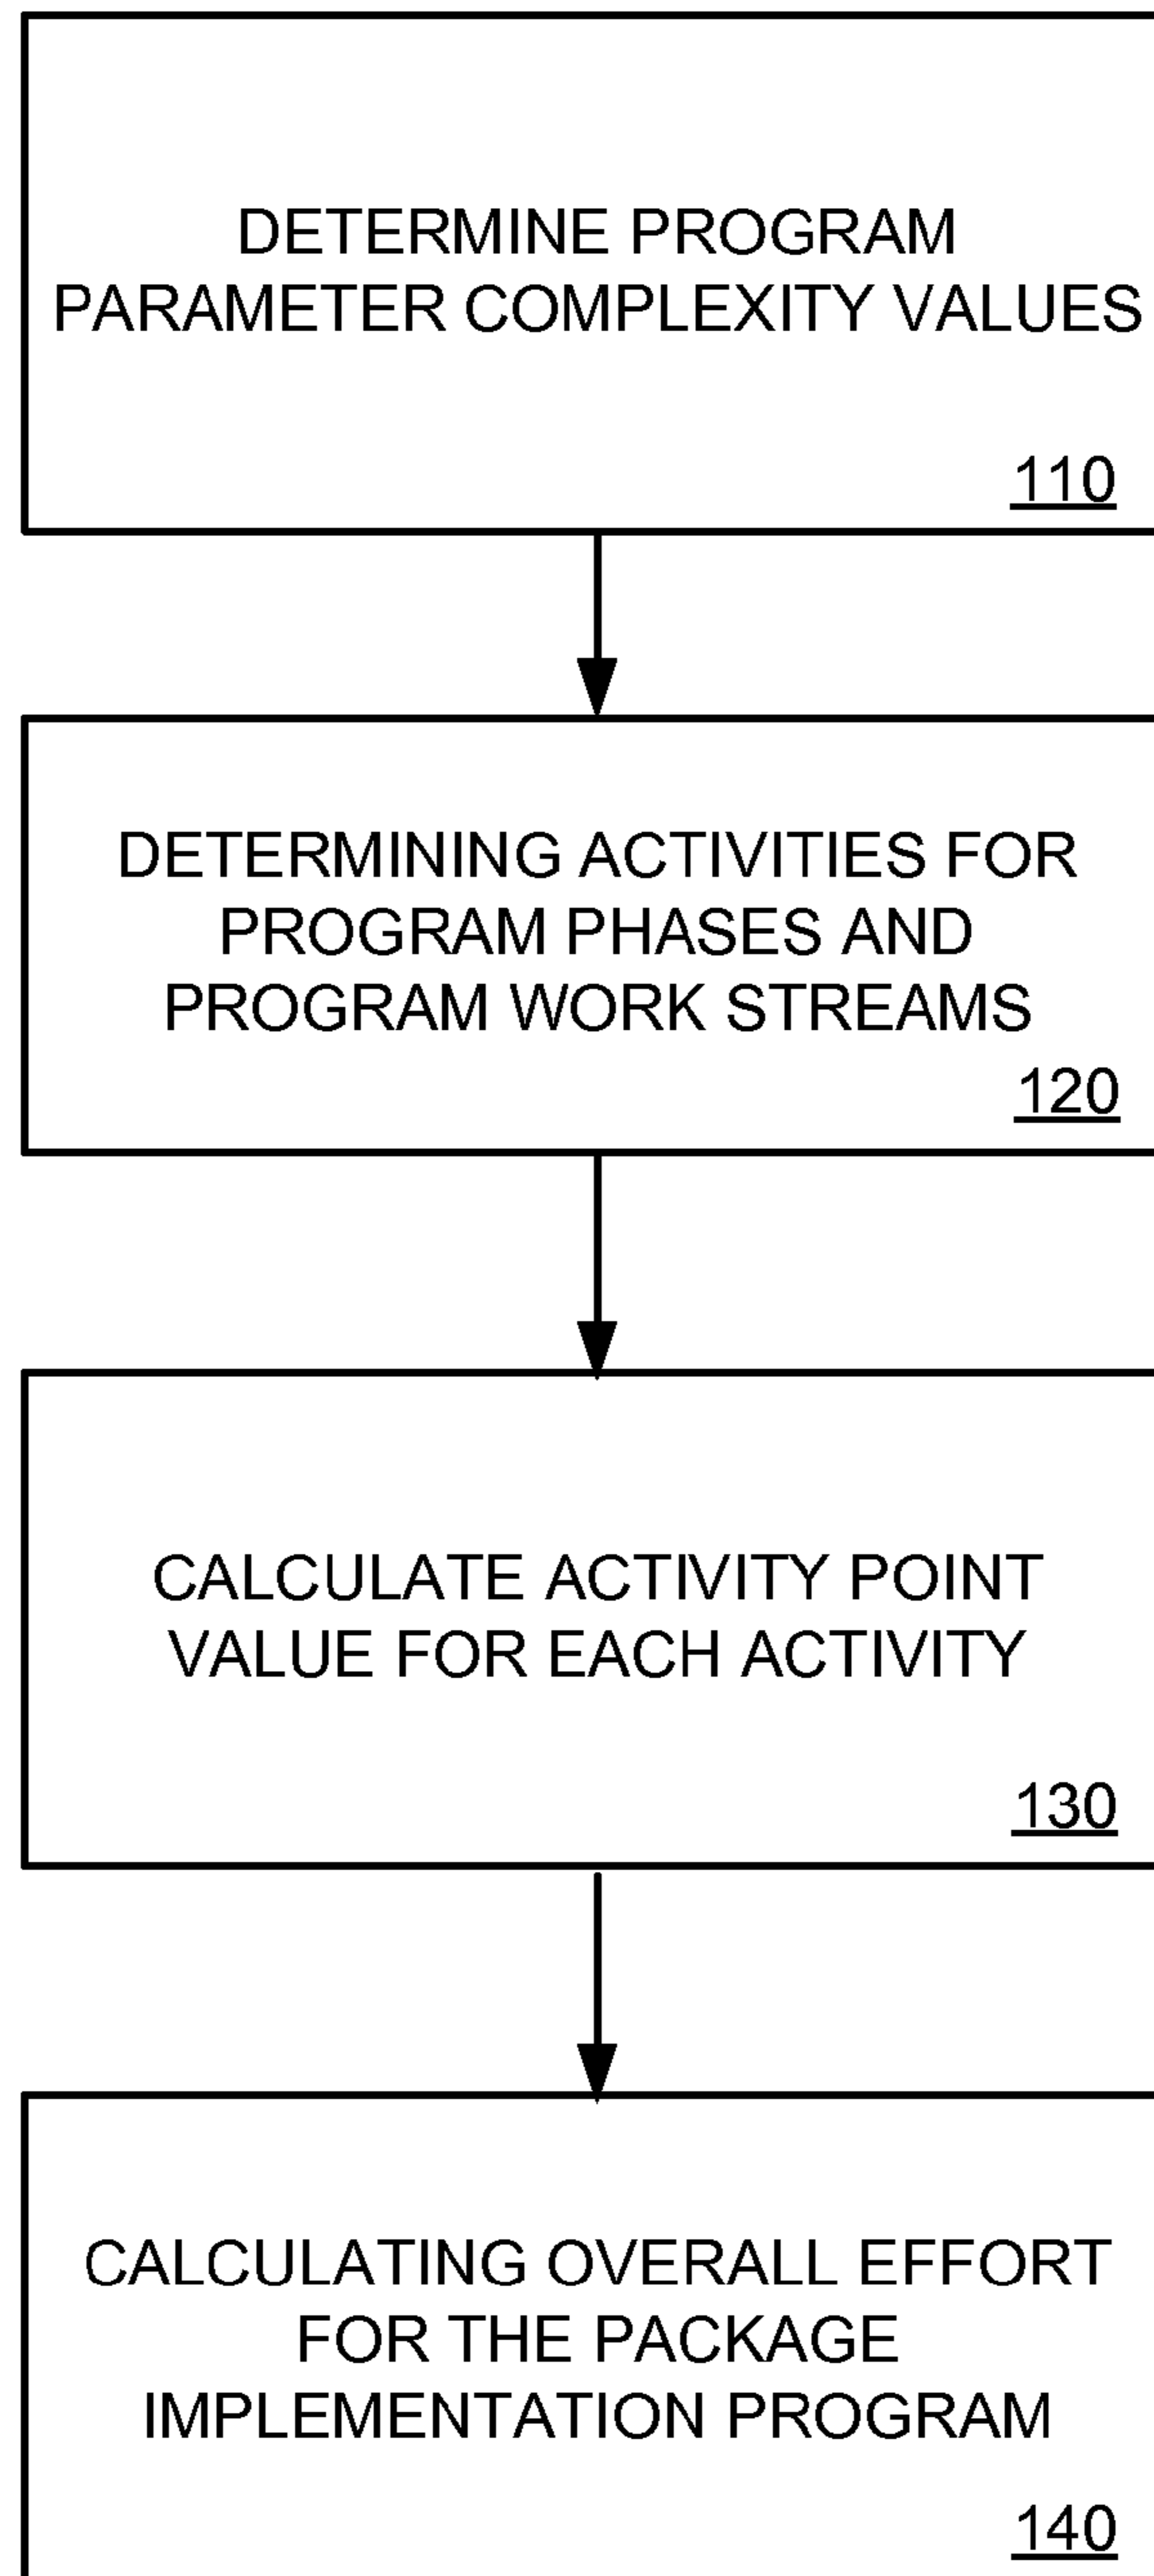 DETERMINE PROGRAM
PARAMETER COMPLEXITY VALUES
110
DETERMINING ACTIVITIES FOR
PROGRAM PHASES AND
PROGRAM WORK STREAMS
120
CALCULATE ACTIVITY POINT
VALUE FOR EACH ACTIVITY
130
CALCULATING OVERALL EFFORT
FOR THE PACKAGE
IMPLEMENTATION PROGRAM
140